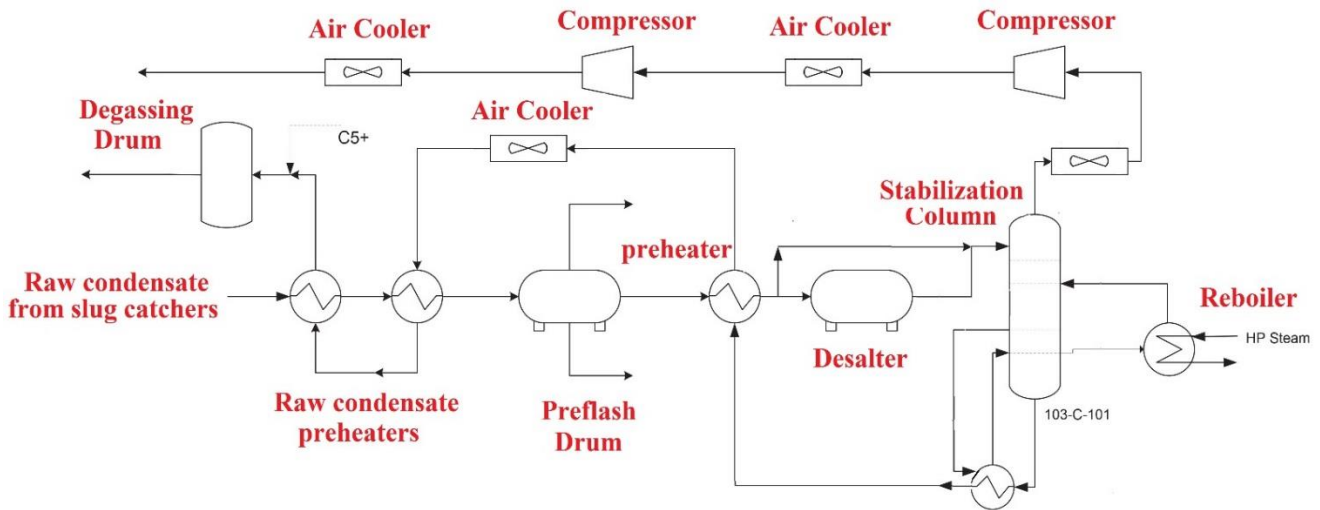 Air Cooler
Compressor
Air Cooler
Compressor
Degassing
Drum
C5+
Air Cooler
Stabilization
Column
preheater
Raw condensate
from slug catchers
Reboiler
HP Steam
Desalter
Raw condensate
preheaters
Preflash
Drum
103-C-101